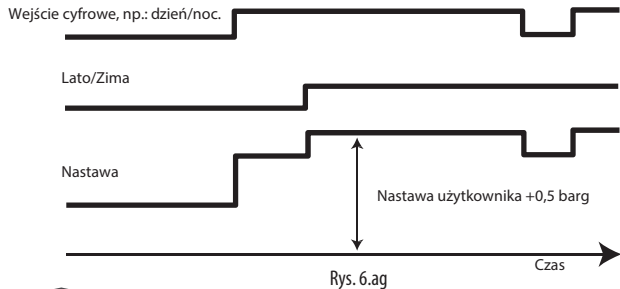 Wejście cyfrowe, np.: dzień/noc.
Lato/Zima
Nastawa
Nastawa użytkownika +0,5 barg
Czas
Rys. 6.ag